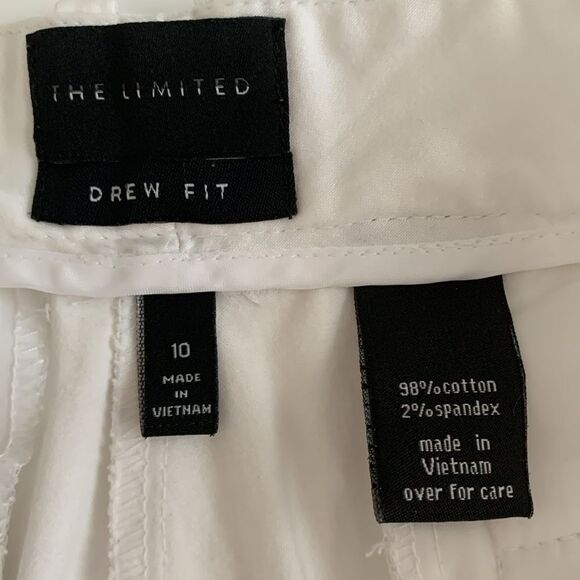 THE LIMITED
DREW FIT
10
MADE
IN
VIETNAM
98%cotton
2%spandex
made in
Vietnam
over for care